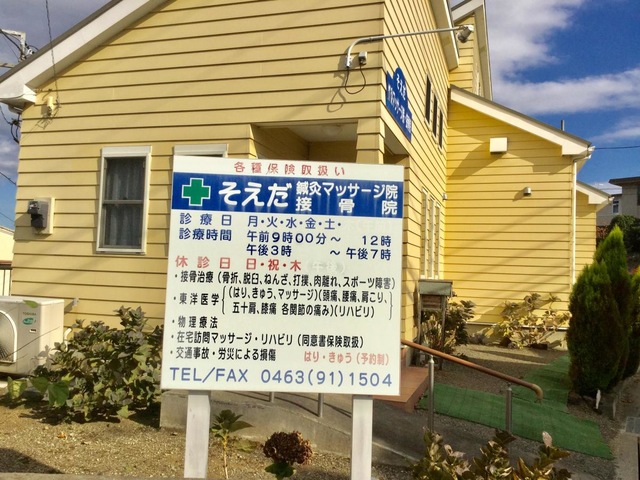 各種保険取扱い
そえだ 鍼灸マッサージ院
接骨院
診療日 月・火・水・金・土・
診療時間 午前9時00分～ 12時
午後3時 ～午後7時
休診日 日・祝・木
・接骨治療（骨折、脱臼、ねんざ、打撲、肉離れ、スポーツ障害）
・東洋医学（はり、きゅう、マッサージ）（頭痛、腰痛、肩こり、
五十肩、膝痛 各関節の痛み）（リハビリ）
・物理療法
・在宅訪問マッサージ・リハビリ（同意書保険取扱）
・交通事故・労災による損傷 はり・きゅう（予約制）
TEL/FAX 0463(91)1504
そえだ